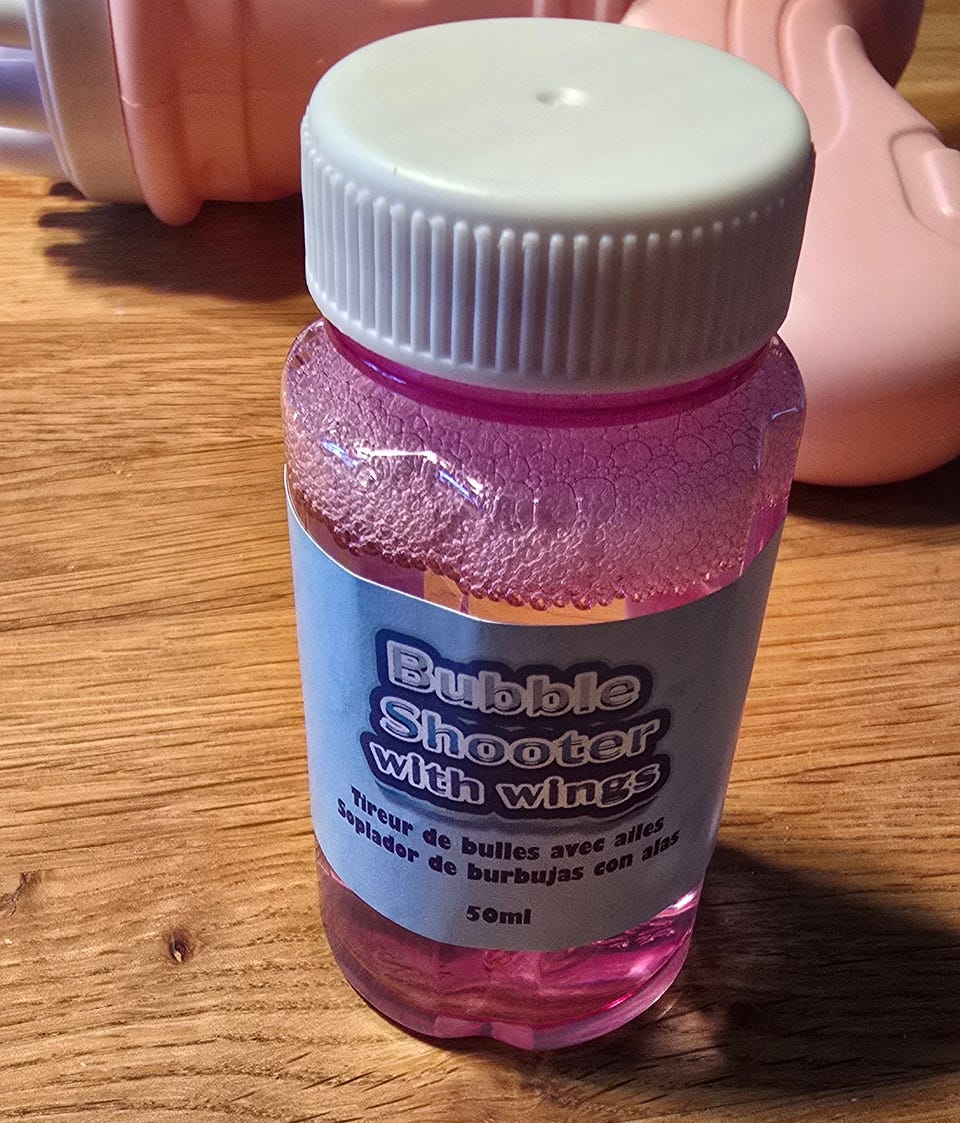 Bubble
Shooter
with wings
Tireur de bulles avec ailes
Soplador de burbujas con alas
50ml